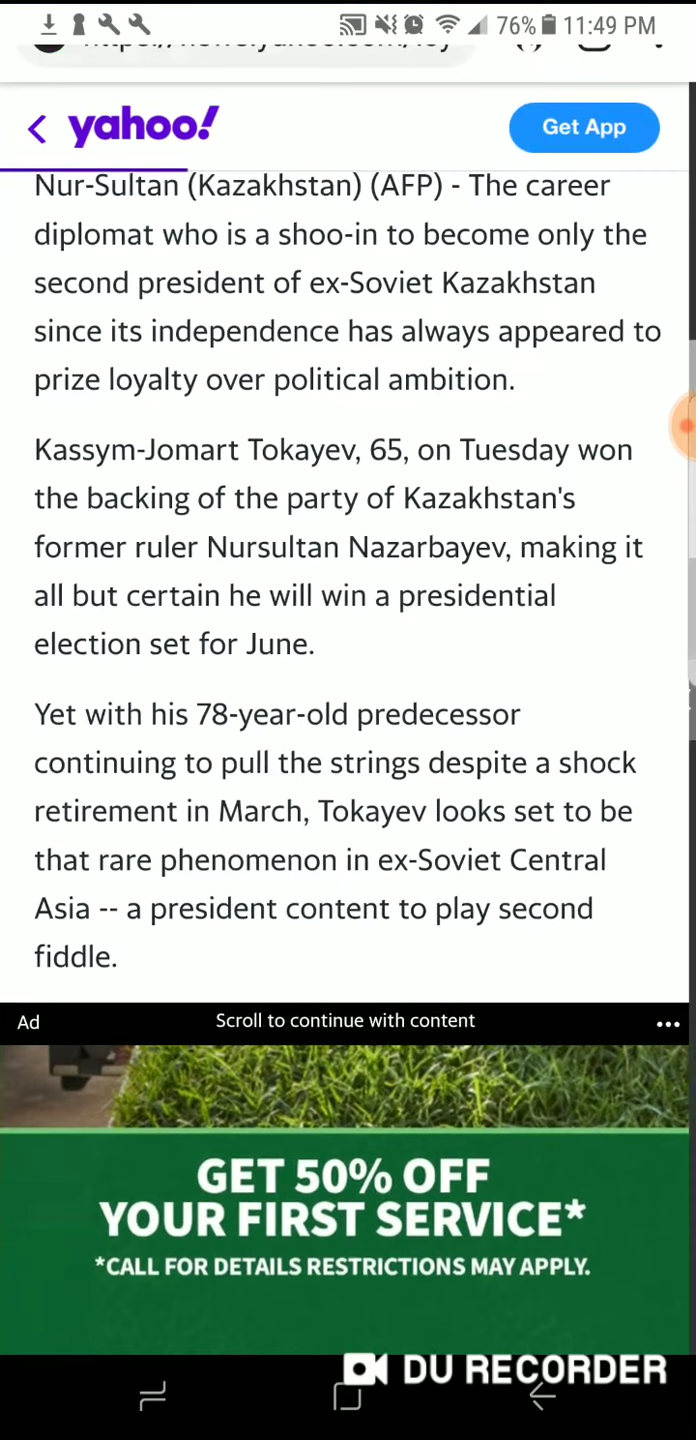 76% 11:49 PM
yahoo!
Get App
Nur-Sultan (Kazakhstan) (AFP) - The career
diplomat who is a shoo-in to become only the
second president of ex-Soviet Kazakhstan
since its independence has always appeared to
prize loyalty over political ambition.
Kassym-Jomart Tokayev, 65, on Tuesday won
the backing of the party of Kazakhstan's
former ruler Nursultan Nazarbayev, making it
all but certain he will win a presidential
election set for June.
Yet with his 78-year-old predecessor
continuing to pull the strings despite a shock
retirement in March, Tokayev looks set to be
that rare phenomenon in ex-Soviet Central
Asia -- a president content to play second
fiddle.
Ad
Scroll to continue with content
GET 50% OFF
YOUR FIRST SERVICE*
*CALL FOR DETAILS RESTRICTIONS MAY APPLY.
DU RECORDER